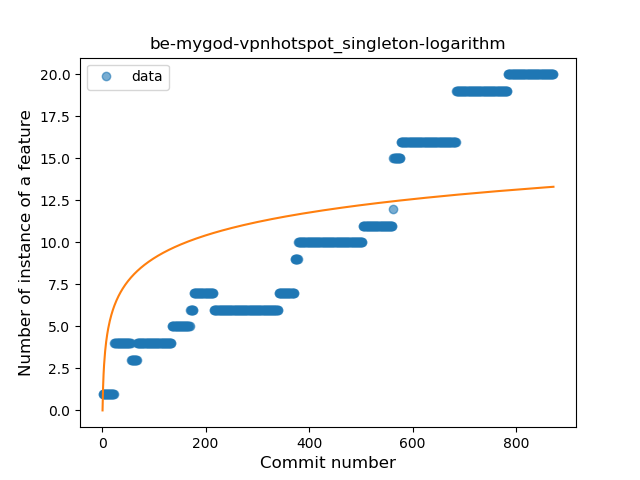 be-mygod-vpnhotspot_singleton-logarithm
data
Number of instance of a feature
20.0
17.5
15.0
12.5
10.0
7.5
5.0
2.5
0.0
0 200 400 600 800
Commit number